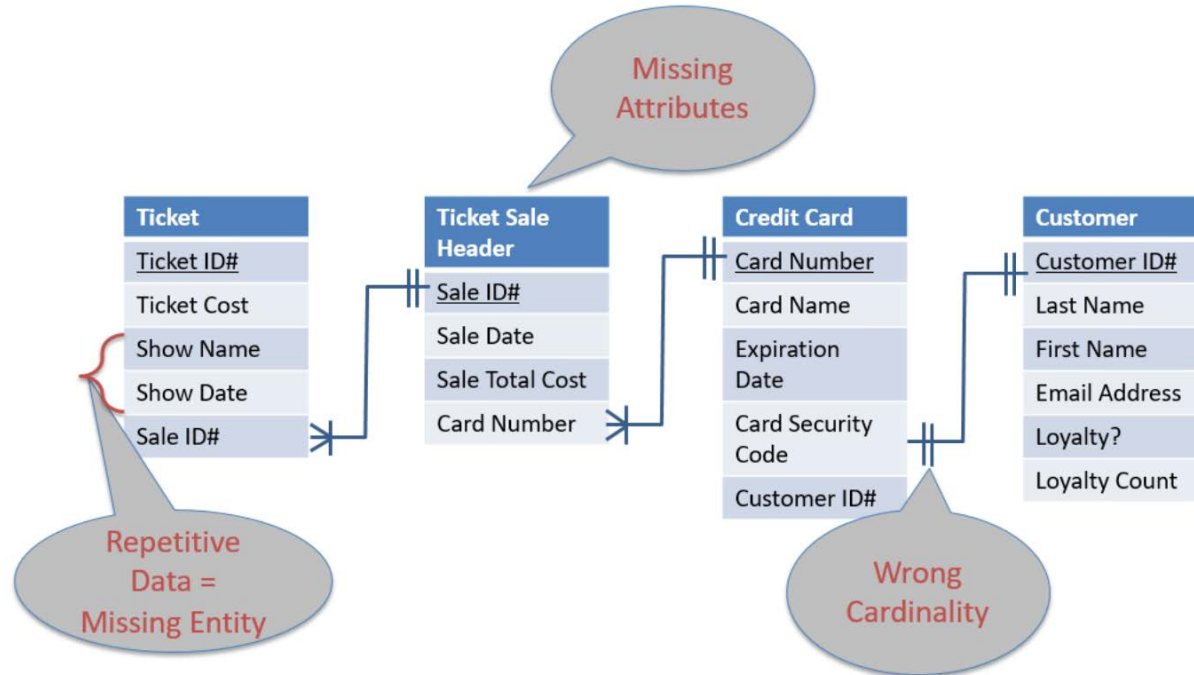 Missing
Attributes
Ticket
Ticket ID#
Ticket Cost
Show Name
Show Date
Sale ID#
Ticket Sale
Header
Sale ID#
Sale Date
Sale Total Cost
Card Number
Credit Card
Card Number
Card Name
Expiration
Date
Card Security
Code
Customer ID#
Customer
Customer ID#
Last Name
First Name
Email Address
Loyalty?
Loyalty Count
Repetitive
Data =
Missing Entity
Wrong
Cardinality